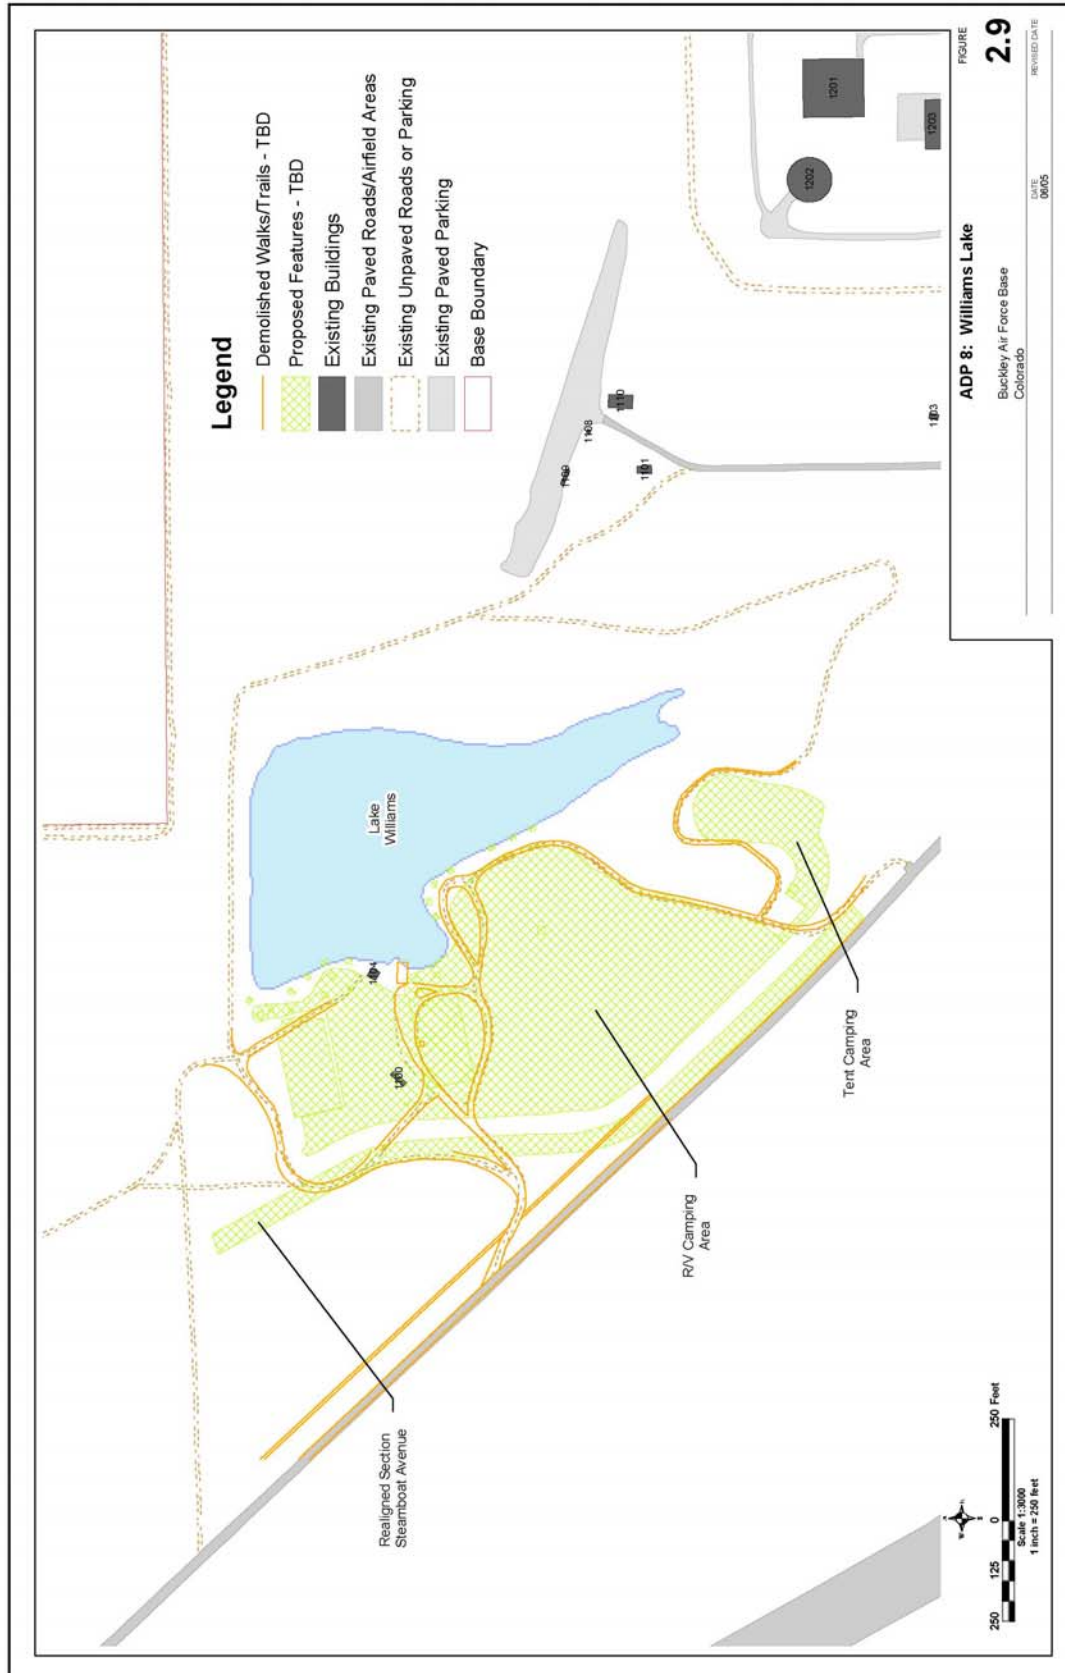 Legend
Demolished Walks/Trails - TBD
Proposed Features - TBD
Existing Buildings
Existing Paved Roads/Airfield Areas
Existing Unpaved Roads or Parking
Existing Paved Parking
Base Boundary
Lake
Williams
1110
1108
1101
1201
1202
1203
Realigned Section
Steamboat Avenue
R/V Camping
Area
Tent Camping
Area
250
125
0
250 Feet
Scale 1:3000
1 inch = 250 feet
ADP 8: Williams Lake
Buckley Air Force Base
Colorado
FIGURE
2.9
DATE
06/05
REVISED DATE